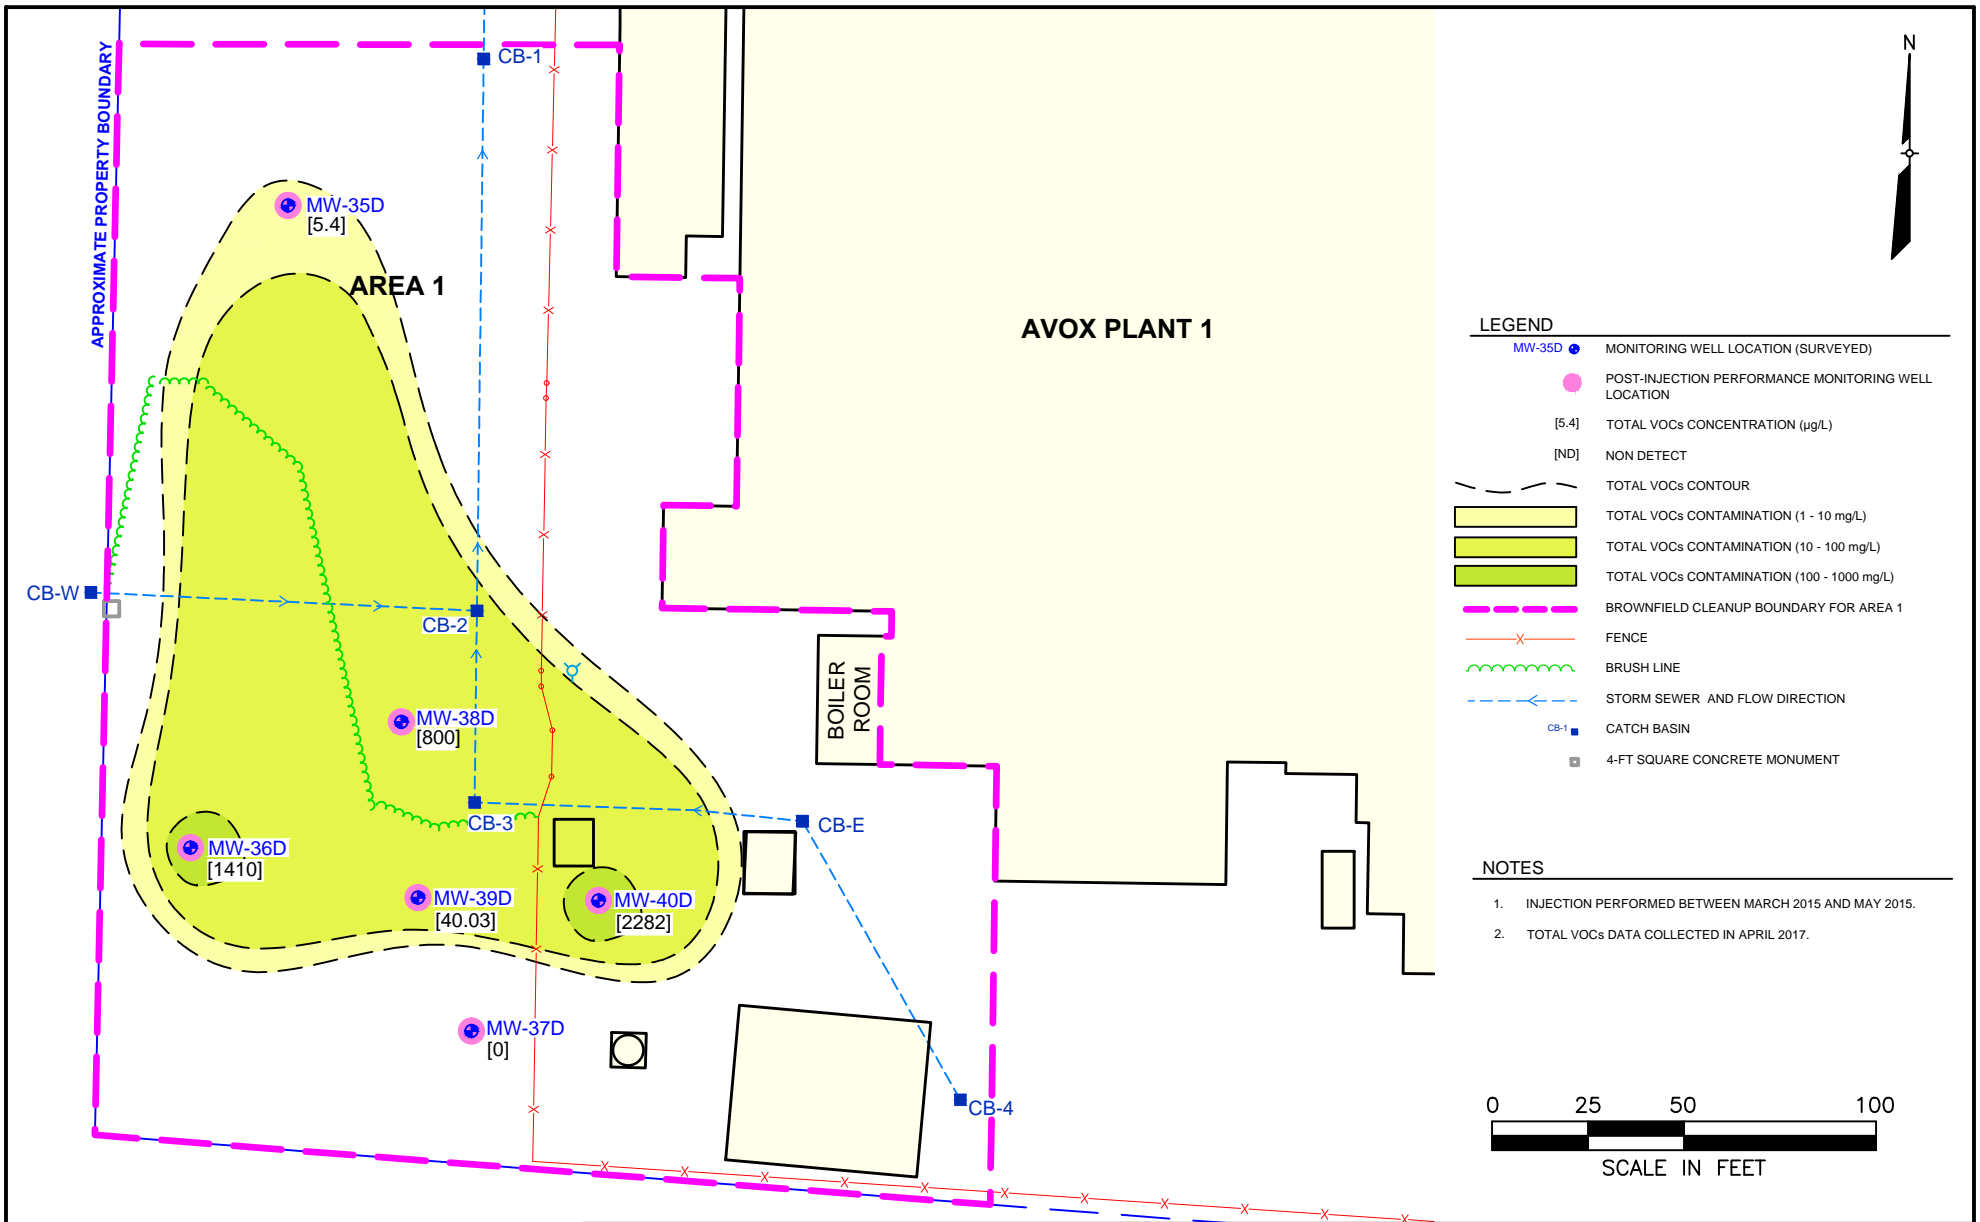 CB-1
N
APPROXIMATE PROPERTY BOUNDARY
MW-35D
[5.4]
AREA 1
AVOX PLANT 1
CB-W
CB-2
BOILER
ROOM
MW-38D
[800]
CB-3
CB-E
MW-36D
[1410]
MW-39D
[40.03]
MW-40D
[2282]
MW-37D
[0]
CB-4
LEGEND
MW-35D MONITORING WELL LOCATION (SURVEYED)
POST-INJECTION PERFORMANCE MONITORING WELL
LOCATION
[5.4] TOTAL VOCs CONCENTRATION (µg/L)
[ND] NON DETECT
TOTAL VOCs CONTOUR
TOTAL VOCs CONTAMINATION (1 - 10 mg/L)
TOTAL VOCs CONTAMINATION (10 - 100 mg/L)
TOTAL VOCs CONTAMINATION (100 - 1000 mg/L)
BROWNFIELD CLEANUP BOUNDARY FOR AREA 1
X FENCE
BRUSH LINE
STORM SEWER AND FLOW DIRECTION
CB-1 CATCH BASIN
4-FT SQUARE CONCRETE MONUMENT
NOTES
1. INJECTION PERFORMED BETWEEN MARCH 2015 AND MAY 2015.
2. TOTAL VOCs DATA COLLECTED IN APRIL 2017.
0 25 50 100
SCALE IN FEET